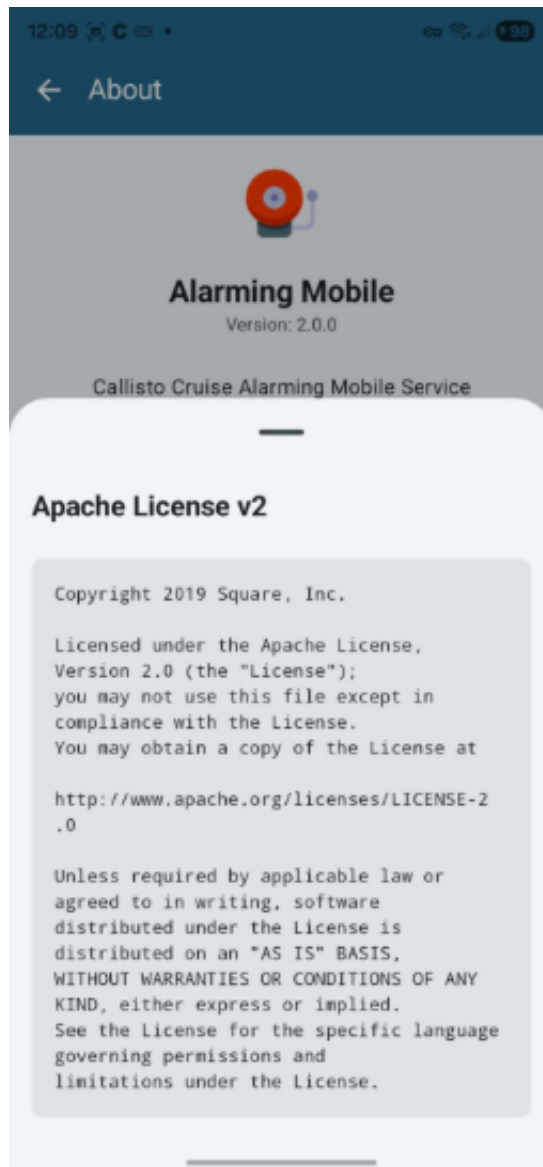 12:09 C 98
About
Alarming Mobile
Version: 2.0.0
Callisto Cruise Alarming Mobile Service
Apache License v2
Copyright 2019 Square, Inc.
Licensed under the Apache License,
Version 2.0 (the "License");
you may not use this file except in
compliance with the License.
You may obtain a copy of the License at
http://www.apache.org/licenses/LICENSE-2
.0
Unless required by applicable law or
agreed to in writing, software
distributed under the License is
distributed on an "AS IS" BASIS,
WITHOUT WARRANTIES OR CONDITIONS OF ANY
KIND, either express or implied.
See the License for the specific language
governing permissions and
limitations under the License.